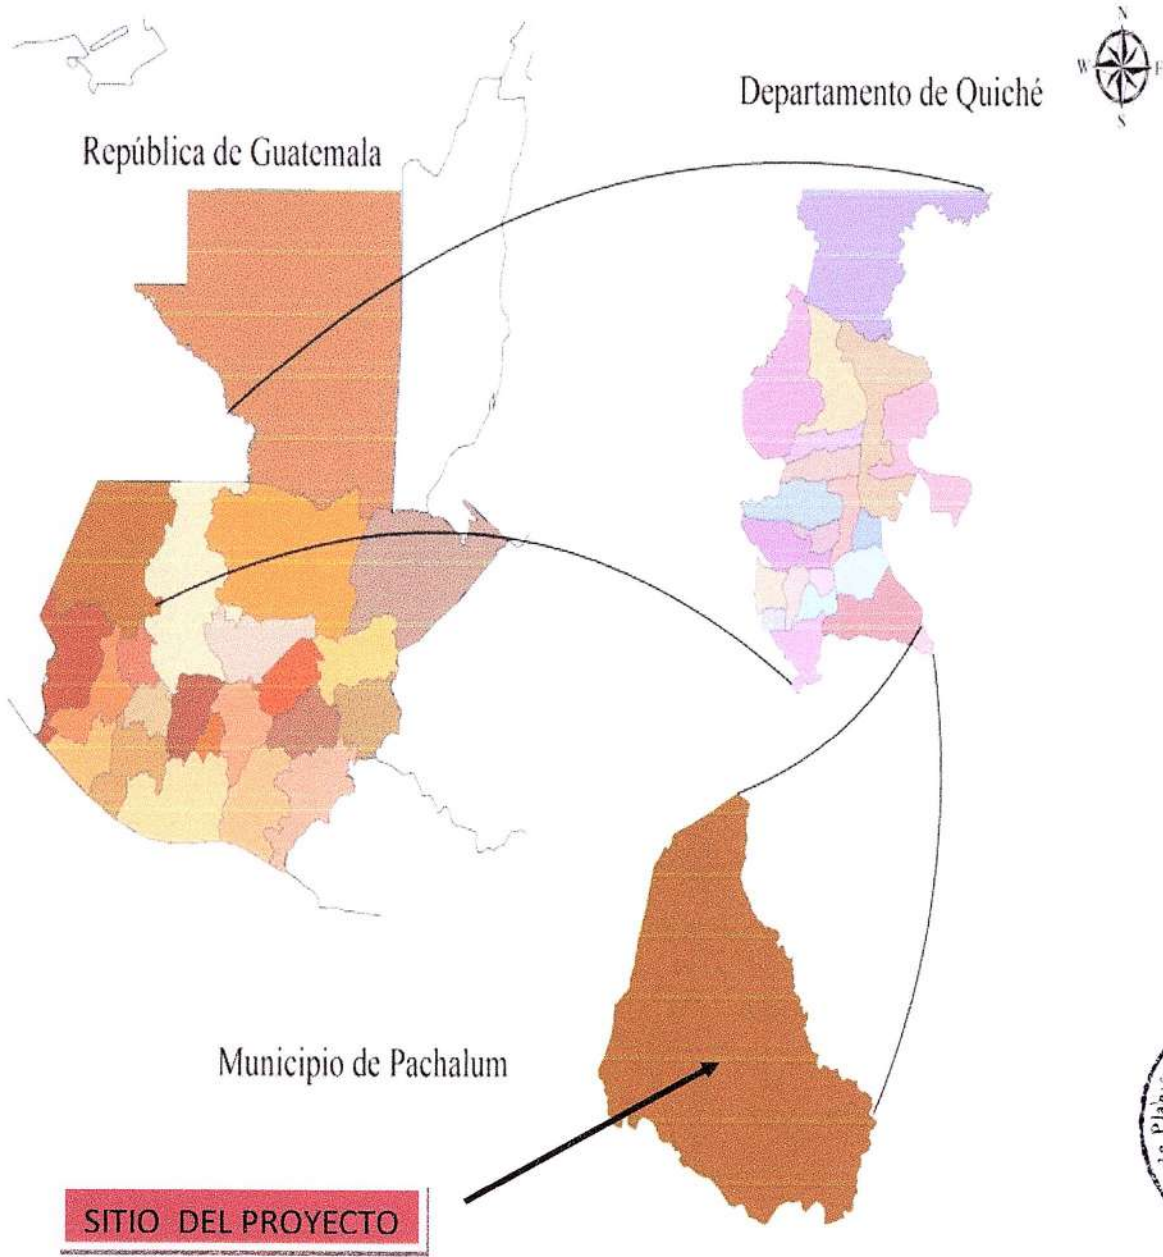 N
W E
S
Departamento de Quiché
República de Guatemala
Municipio de Pachalum
SITIO DEL PROYECTO